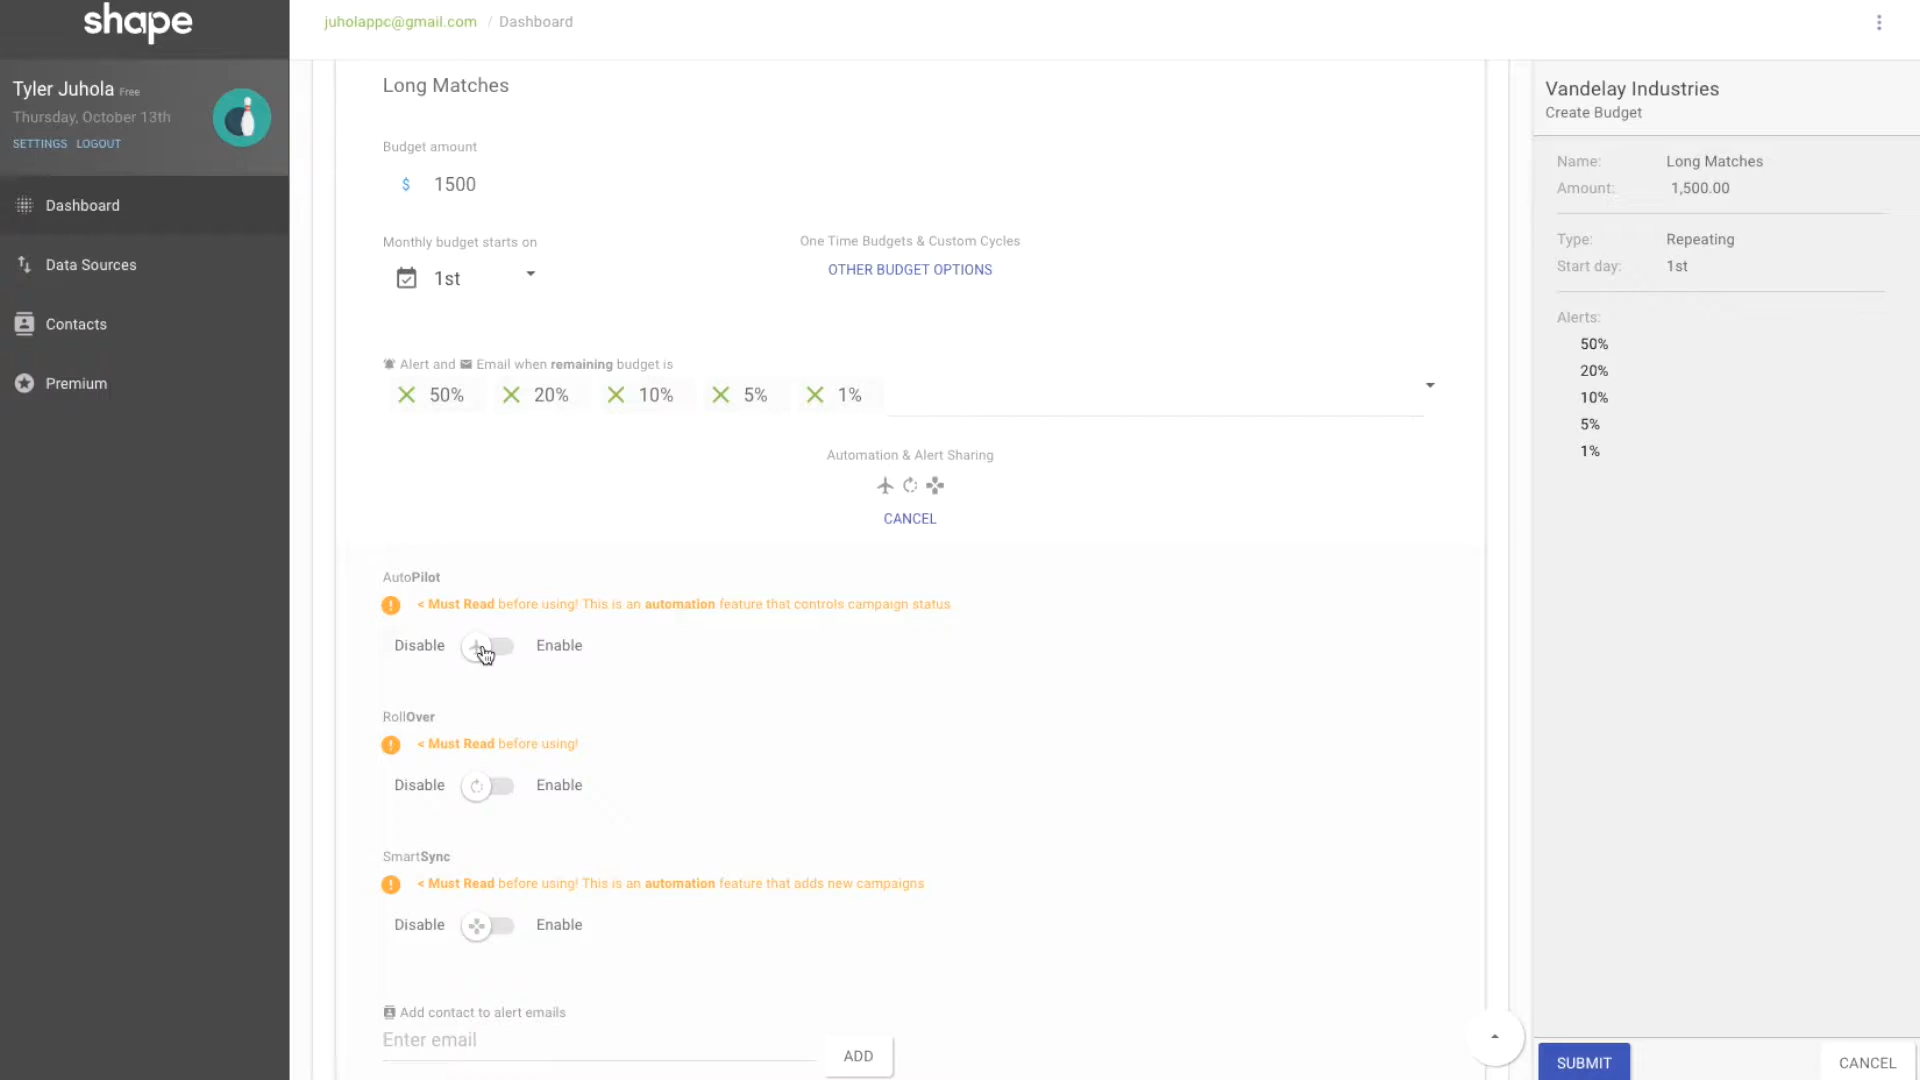 shape
juholappc@gmail.com / Dashboard
Tyler Juhola Free
Thursday, October 13th
SETTINGS LOGOUT
Dashboard
Data Sources
Contacts
Premium
Long Matches
Budget amount
$ 1500
Monthly budget starts on
1st
One Time Budgets & Custom Cycles
OTHER BUDGET OPTIONS
Alert and Email when remaining budget is
50% 20% 10% 5% 1%
Automation & Alert Sharing
CANCEL
AutoPilot
! < Must Read before using! This is an automation feature that controls campaign status
Disable Enable
RollOver
! < Must Read before using!
Disable Enable
SmartSync
! < Must Read before using! This is an automation feature that adds new campaigns
Disable Enable
Add contact to alert emails
Enter email
ADD
Vandelay Industries
Create Budget
Name: Long Matches
Amount: 1,500.00
Type: Repeating
Start day: 1st
Alerts:
50%
20%
10%
5%
1%
SUBMIT CANCEL